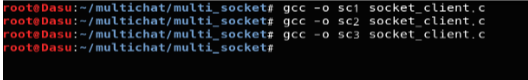 root@Dasu:~/multichat/multi_socket# gcc -o sc1 socket_client.c
root@Dasu:~/multichat/multi_socket# gcc -o sc2 socket_client.c
root@Dasu:~/multichat/multi_socket# gcc -o sc3 socket_client.c
root@Dasu:~/multichat/multi_socket#